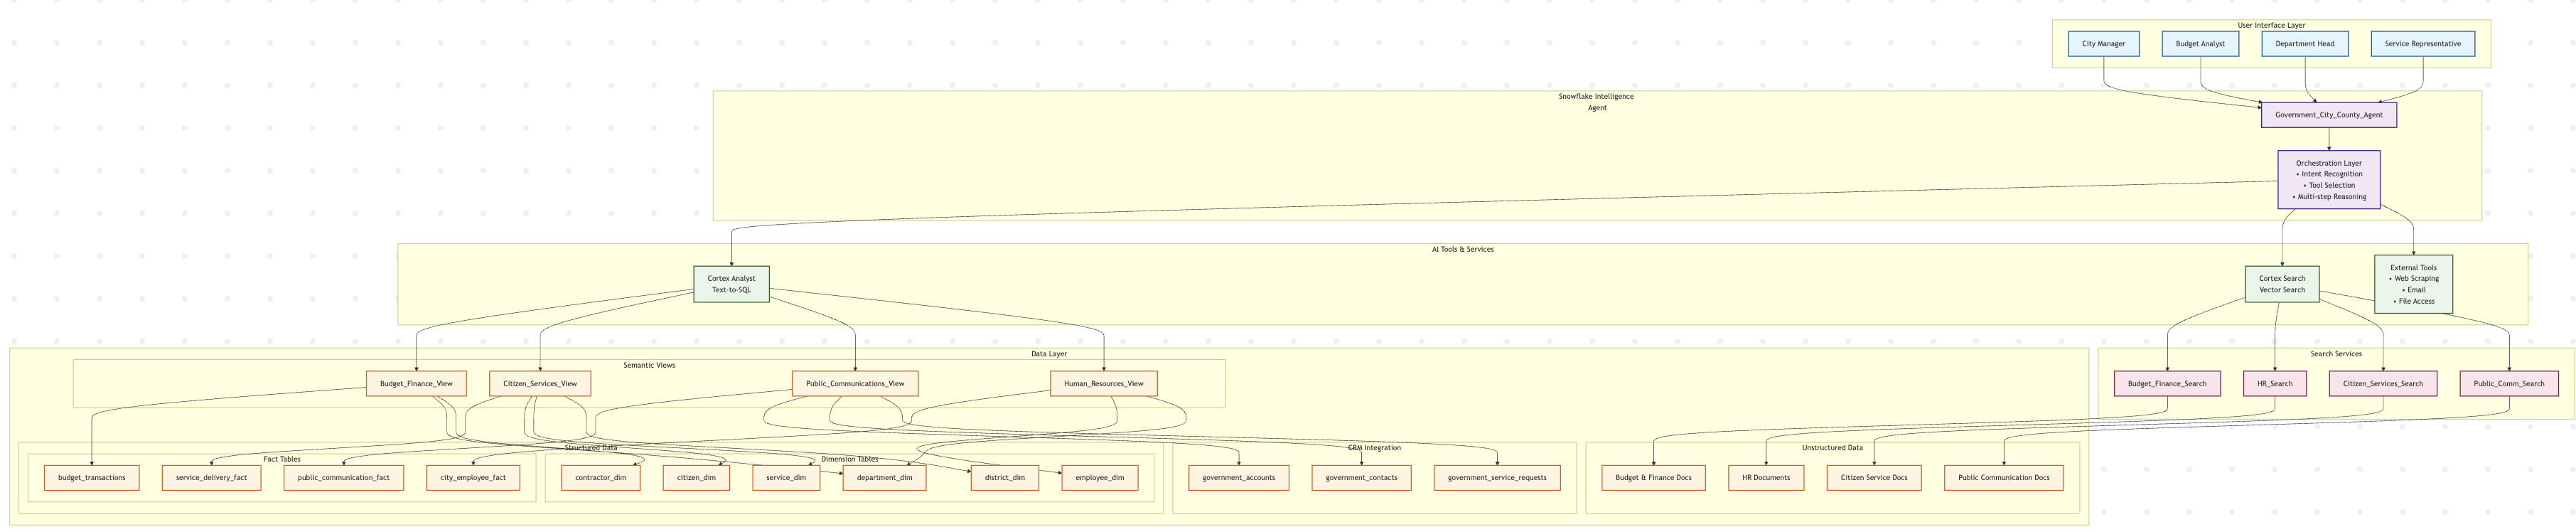 User Interface Layer
City Manager
Budget Analyst
Department Head
Service Representative
Snowflake Intelligence
Agent
Government_City_County_Agent
Orchestration Layer
• Intent Recognition
• Tool Selection
• Multi-step Reasoning
AI Tools & Services
Cortex Analyst
Text-to-SQL
Cortex Search
Vector Search
External Tools
• Web Scraping
• Email
• File Access
Data Layer
Semantic Views
Budget_Finance_View
Citizen_Services_View
Public_Communications_View
Human_Resources_View
Search Services
Budget_Finance_Search
HR_Search
Citizen_Services_Search
Public_Comm_Search
Structured Data
Fact Tables
budget_transactions
service_delivery_fact
public_communication_fact
city_employee_fact
Dimension Tables
contractor_dim
citizen_dim
service_dim
department_dim
district_dim
employee_dim
CRM Integration
government_accounts
government_contacts
government_service_requests
Unstructured Data
Budget & Finance Docs
HR Documents
Citizen Service Docs
Public Communication Docs